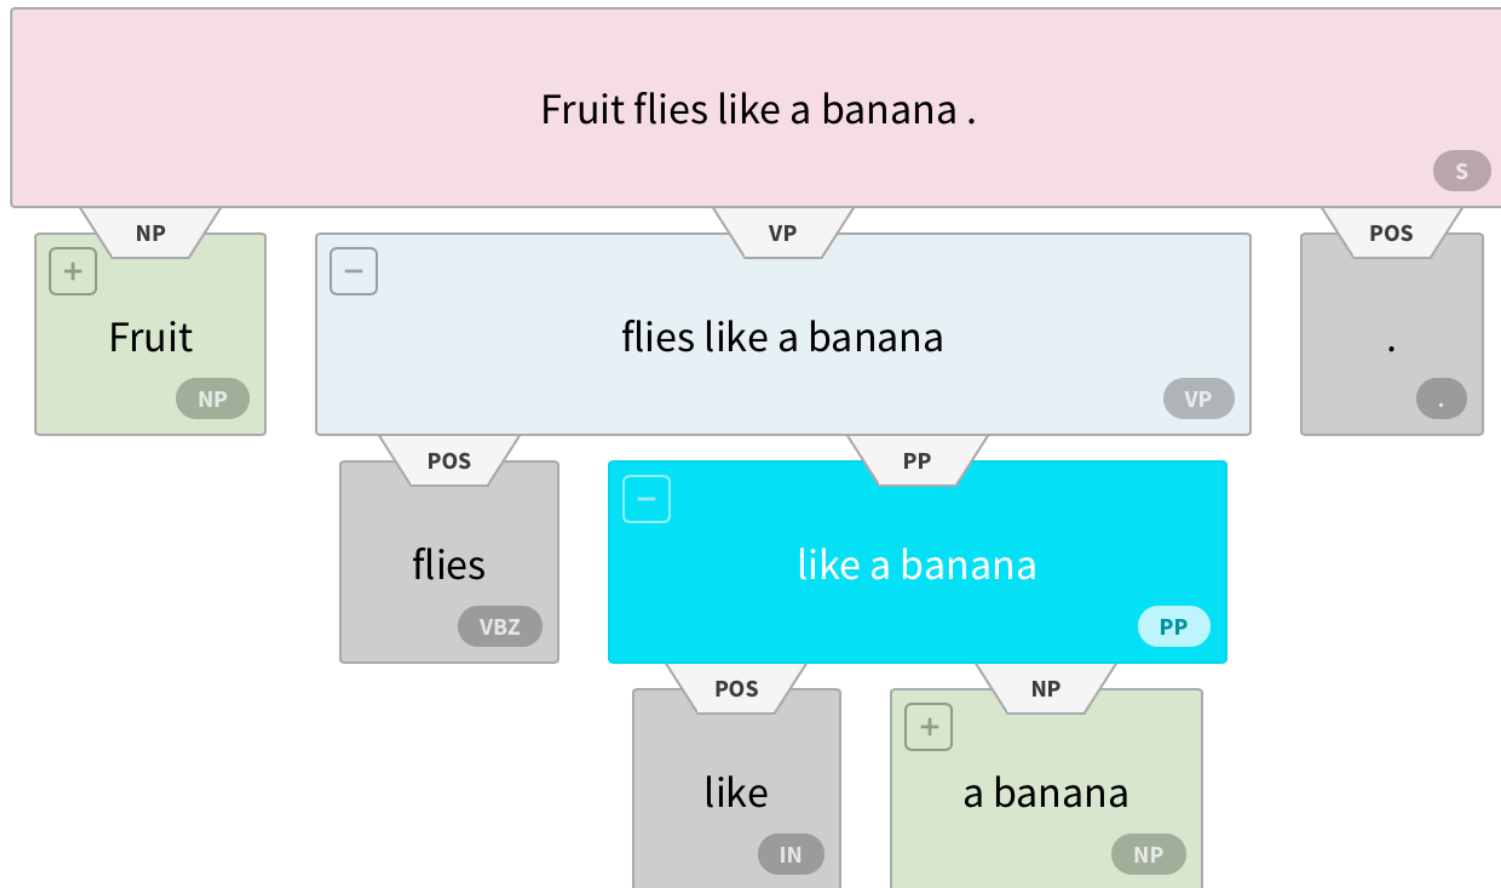 Fruit flies like a banana .
S
NP VP POS
+ −
Fruit flies like a banana .
NP VP .
POS PP
−
flies like a banana
VBZ PP
POS NP
+
like a banana
IN NP